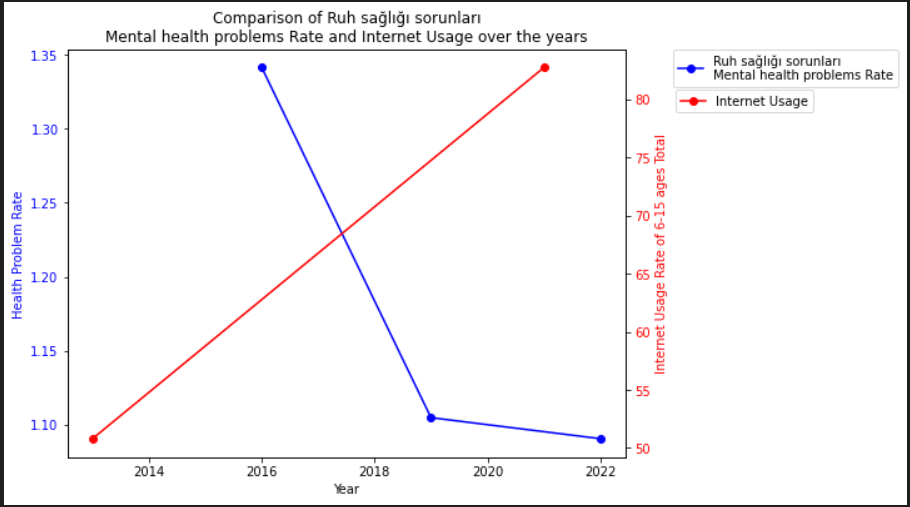 Comparison of Ruh sağlığı sorunları
Mental health problems Rate and Internet Usage over the years
Ruh sağlığı sorunları
Mental health problems Rate
Internet Usage
Health Problem Rate
1.35
1.30
1.25
1.20
1.15
1.10
80
75
70
65
60
55
50
Internet Usage Rate of 6-15 ages Total
2014
2016
2018
2020
2022
Year